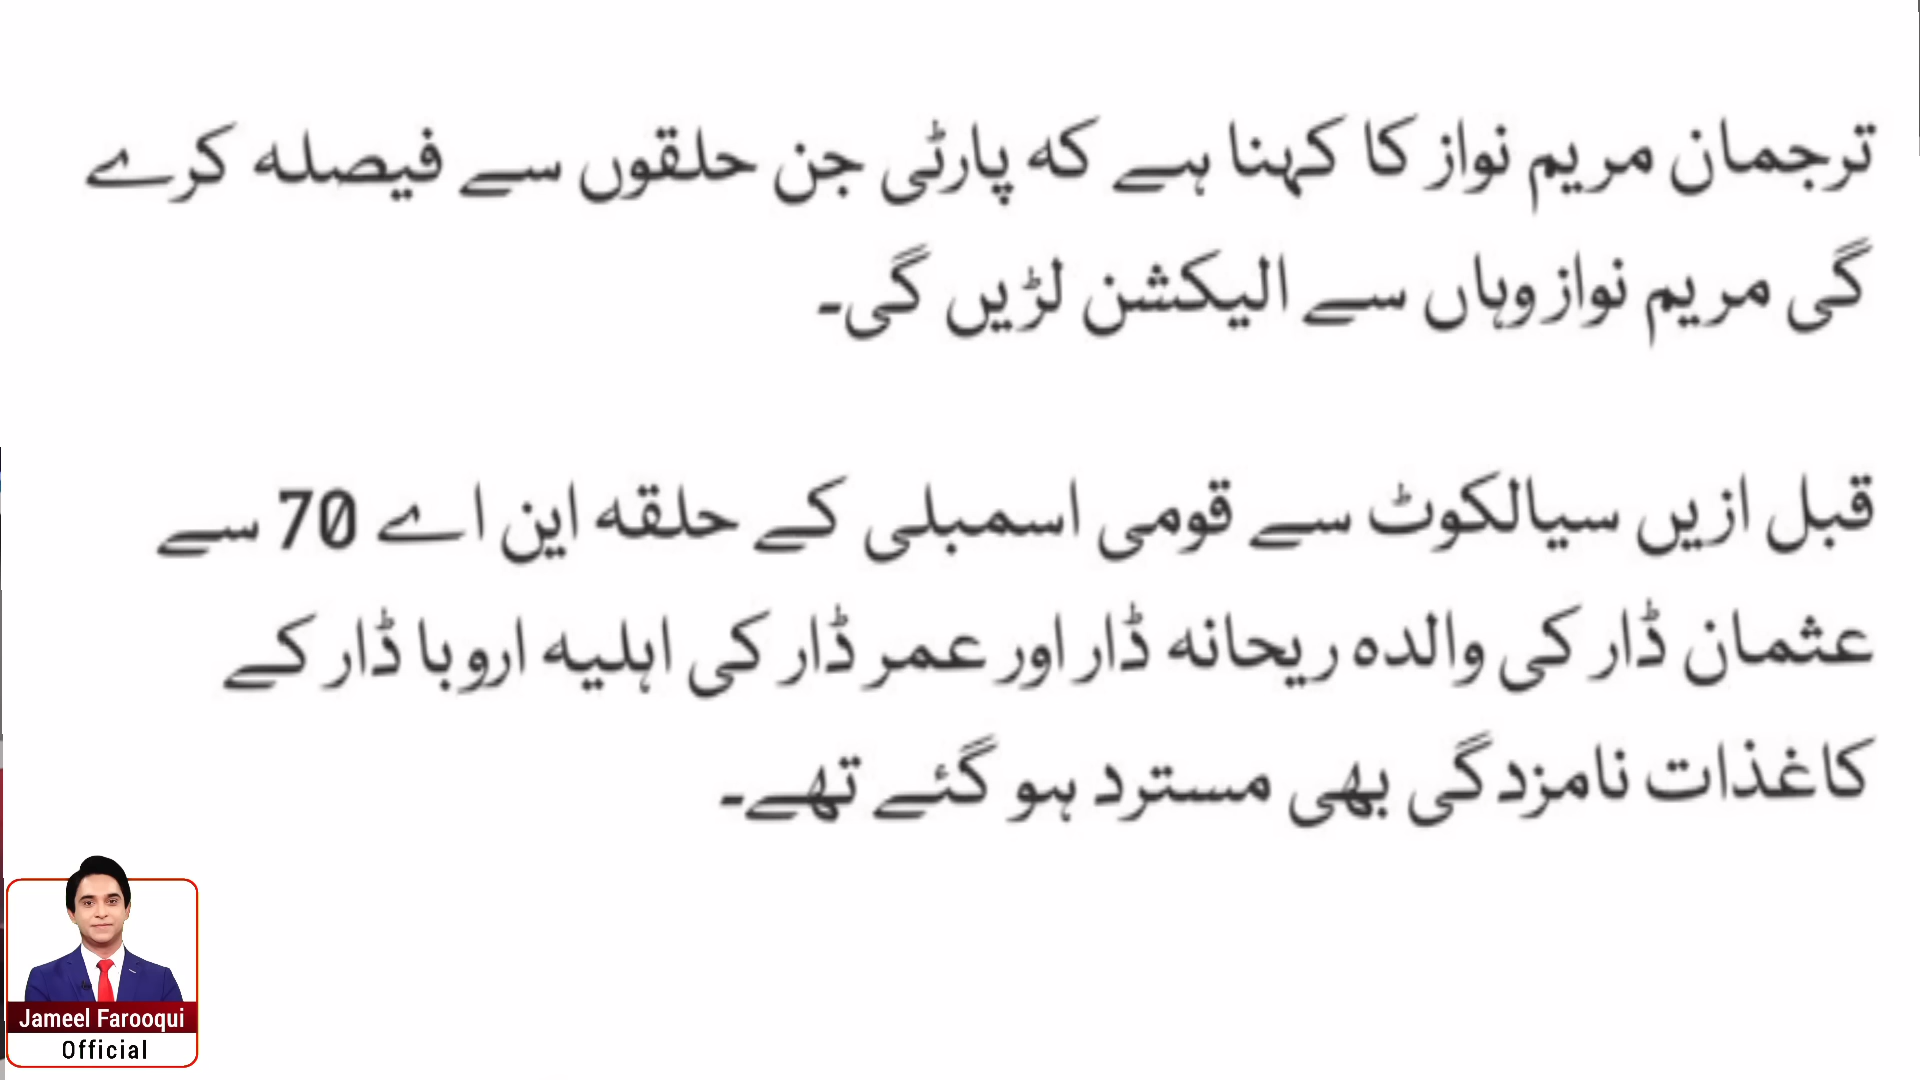 ترجمان مریم نواز کا کہنا ہے کہ پارٹی جن حلقوں سے فیصلہ کرے
گی مریم نواز وہاں سے الیکشن لڑیں گی۔
قبل ازیں سیالکوٹ سے قومی اسمبلی کے حلقہ این اے 70 سے
عثمان ڈار کی والدہ ریحانہ ڈار اور عمر ڈار کی اہلیہ اروبا ڈار کے
کاغذات نامزدگی بھی مسترد ہو گئے تھے۔
Jameel Farooqui
Official